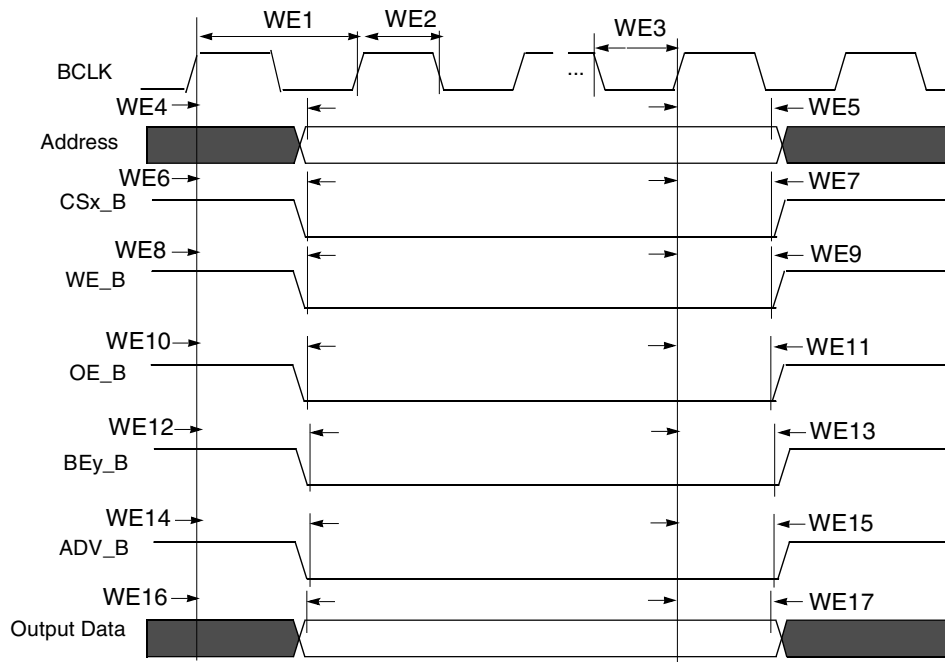 WE1 WE2 WE3
BCLK ...
WE4 WE5
Address
WE6 WE7
CSx_B
WE8 WE9
WE_B
WE10 WE11
OE_B
WE12 WE13
BEy_B
WE14 WE15
ADV_B
WE16 WE17
Output Data